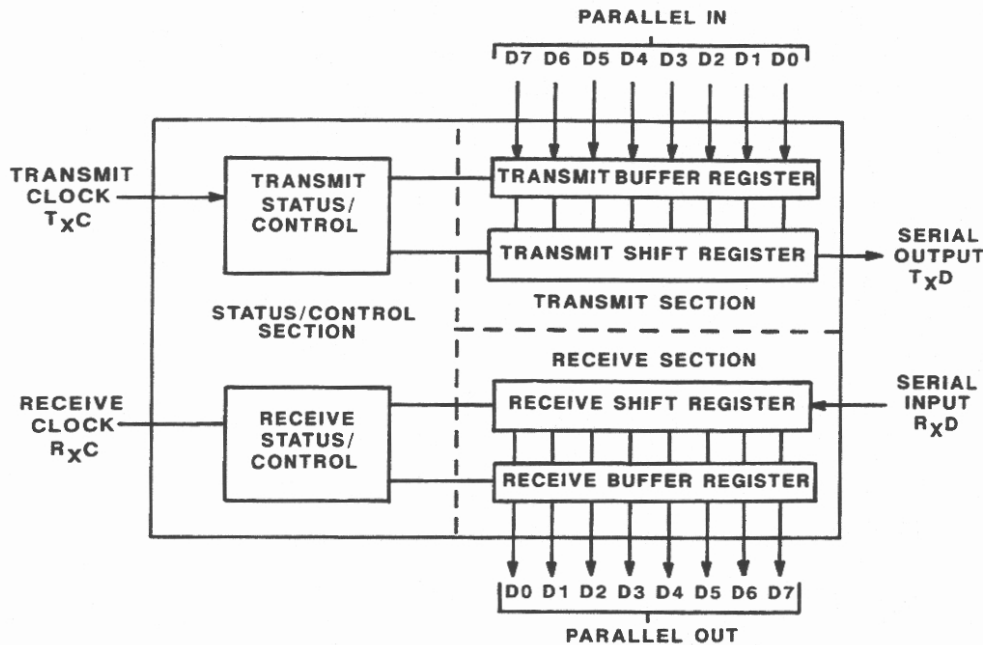 PARALLEL IN
D7 D6 D5 D4 D3 D2 D1 D0
TRANSMIT
CLOCK
TXC
TRANSMIT
STATUS/
CONTROL
TRANSMIT BUFFER REGISTER
TRANSMIT SHIFT REGISTER
SERIAL
OUTPUT
TXD
TRANSMIT SECTION
STATUS/CONTROL
SECTION
RECEIVE SECTION
RECEIVE
CLOCK
RXC
RECEIVE
STATUS/
CONTROL
RECEIVE SHIFT REGISTER
SERIAL
INPUT
RXD
RECEIVE BUFFER REGISTER
D0 D1 D2 D3 D4 D5 D6 D7
PARALLEL OUT